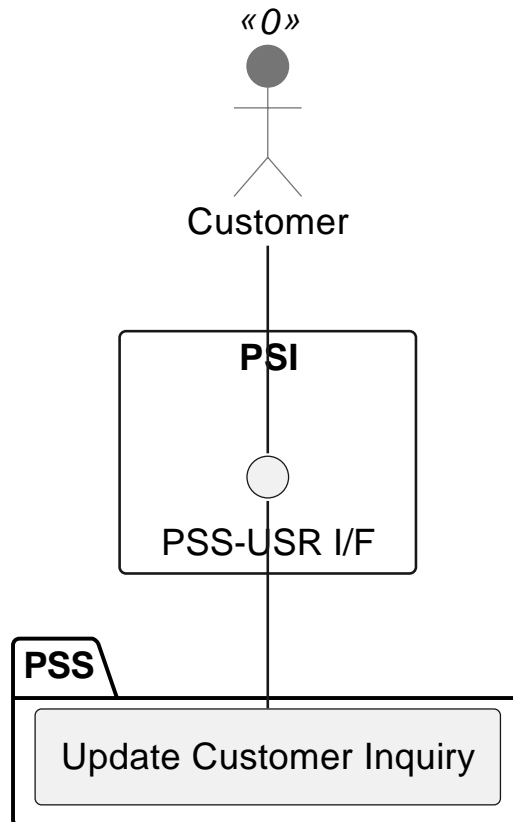 «0»
Customer
PSI
PSS-USR I/F
PSS
Update Customer Inquiry